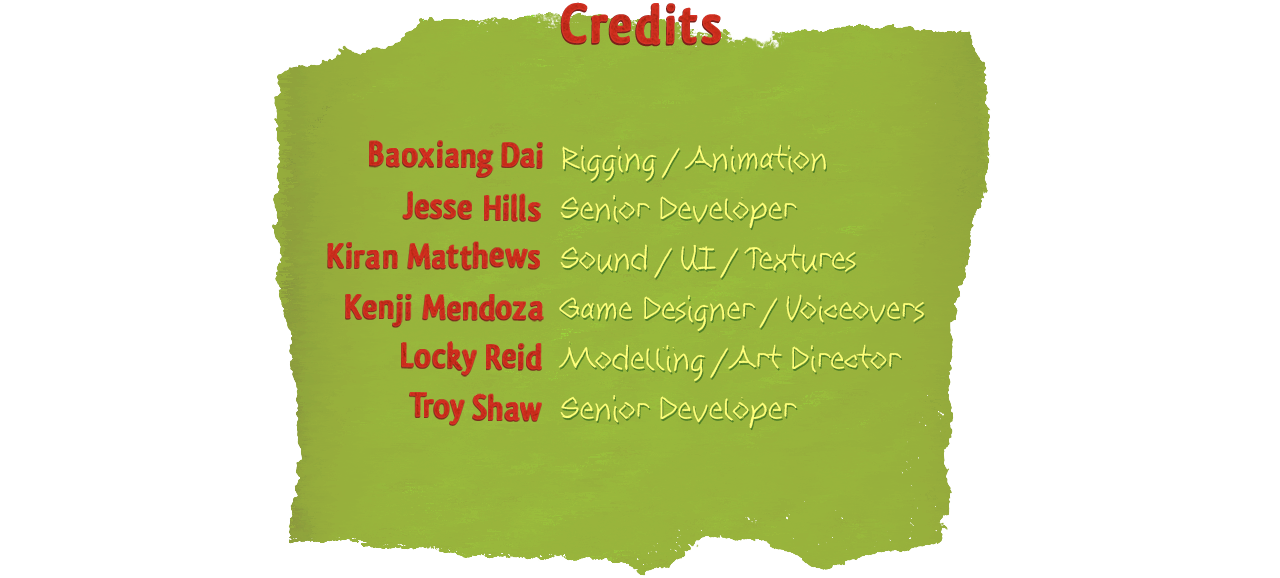 Credits
Baoxiang Dai Rigging / Animation
Jesse Hills Senior Developer
Kiran Matthews Sound / UI / Textures
Kenji Mendoza Game Designer / Voiceovers
Locky Reid Modelling / Art Director
Troy Shaw Senior Developer